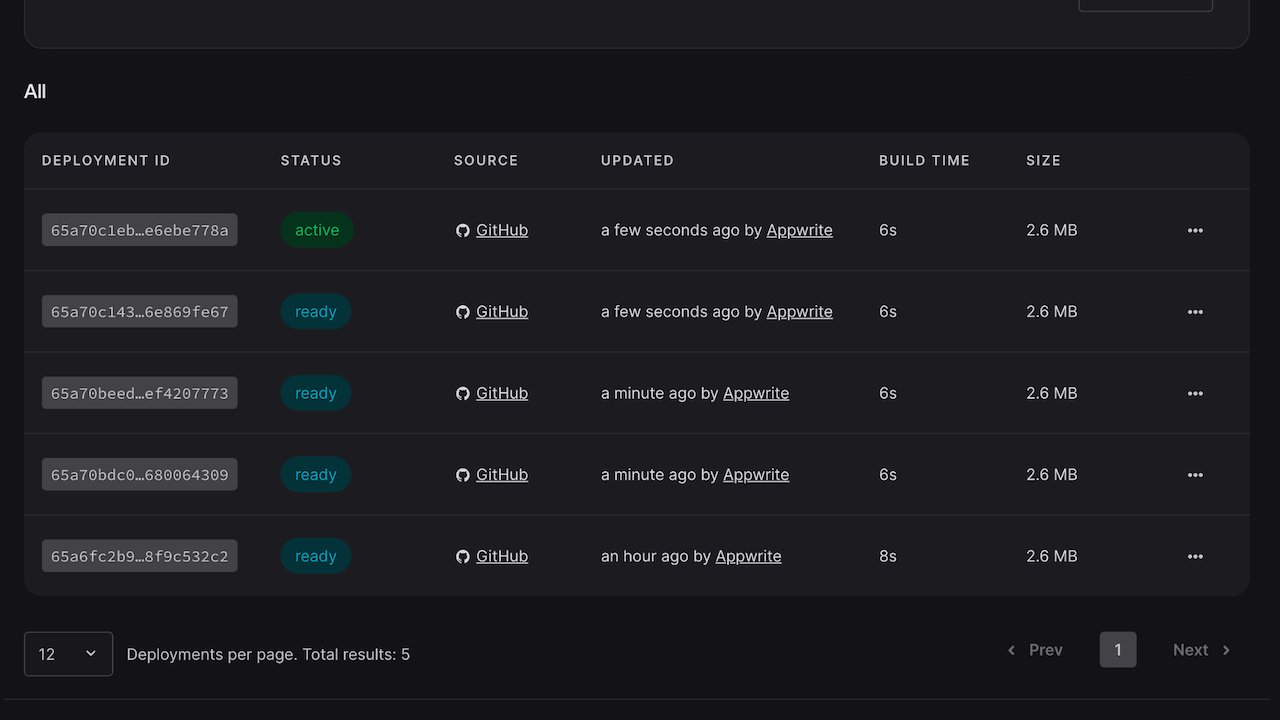 All
DEPLOYMENT ID STATUS SOURCE UPDATED BUILD TIME SIZE
65a70c1eb…e6ebe778a active GitHub a few seconds ago by Appwrite 6s 2.6 MB
65a70c143…6e869fe67 ready GitHub a few seconds ago by Appwrite 6s 2.6 MB
65a70beed…ef4207773 ready GitHub a minute ago by Appwrite 6s 2.6 MB
65a70bdc0…680064309 ready GitHub a minute ago by Appwrite 6s 2.6 MB
65a6fc2b9…8f9c532c2 ready GitHub an hour ago by Appwrite 8s 2.6 MB
12 Deployments per page. Total results: 5 Prev 1 Next